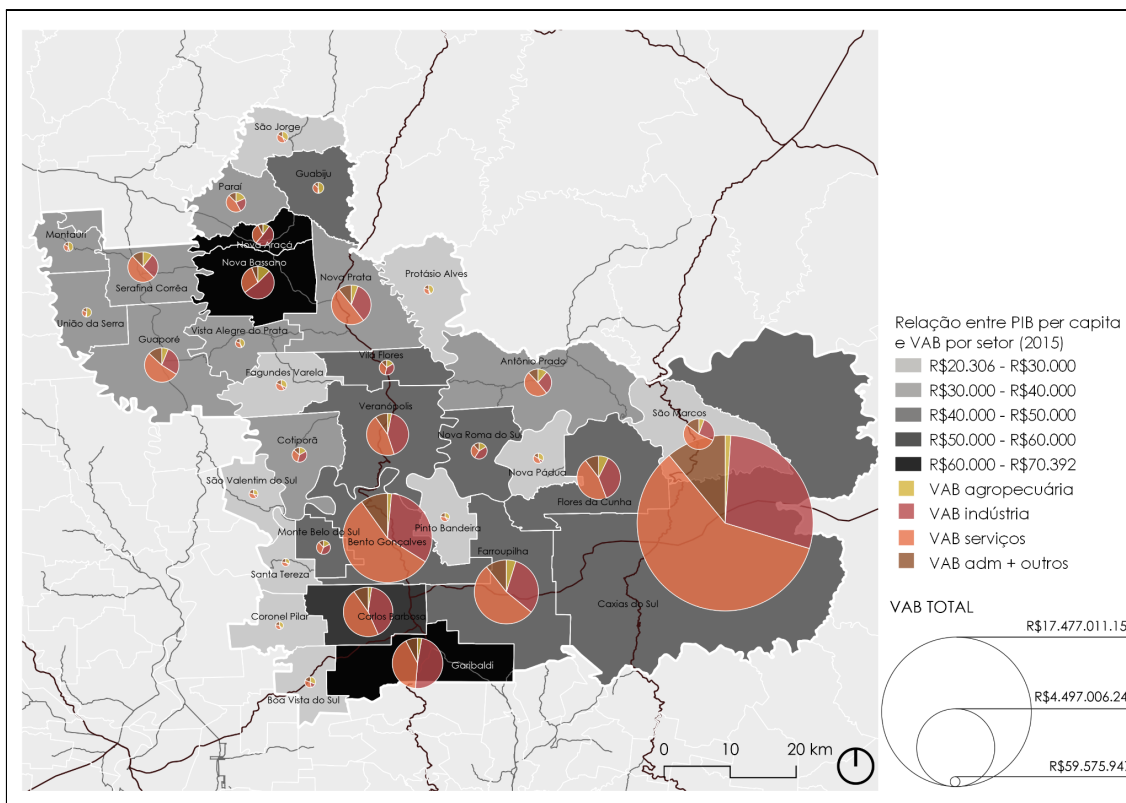 São Jorge
Guabiju
Paraí
Nova Araçá
Montauri
Nova Bassano
Serafina Corrêa
Nova Prata
Protásio Alves
União da Serra
Vista Alegre do Prata
Guaporé
Vila Flores
Fagundes Varela
Antônio Prado
Veranópolis
São Marcos
Nova Roma do Sul
Cotiporã
Nova Pádua
São Valentim do Sul
Flores da Cunha
Pinto Bandeira
Monte Belo do Sul
Bento Gonçalves
Farroupilha
Santa Tereza
Caxias do Sul
Coronel Pilar
Carlos Barbosa
Garibaldi
Boa Vista do Sul
0 10 20 km
Relação entre PIB per capita
e VAB por setor (2015)
R$20.306 - R$30.000
R$30.000 - R$40.000
R$40.000 - R$50.000
R$50.000 - R$60.000
R$60.000 - R$70.392
VAB agropecuária
VAB indústria
VAB serviços
VAB adm + outros
VAB TOTAL
R$17.477.011.15
R$4.497.006.24
R$59.575.94